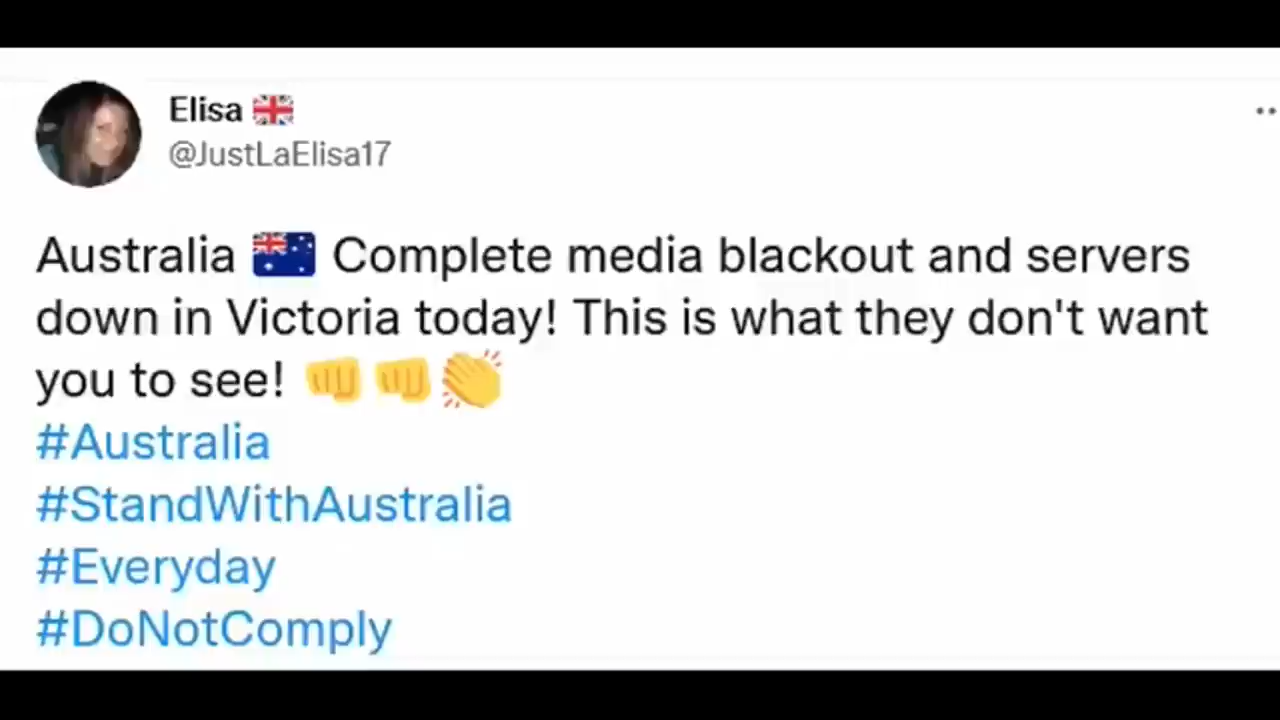 Elisa 🇬🇧
@JustLaElisa17
Australia 🇦🇺 Complete media blackout and servers
down in Victoria today! This is what they don't want
you to see! 👊👊👏
#Australia
#StandWithAustralia
#Everyday
#DoNotComply